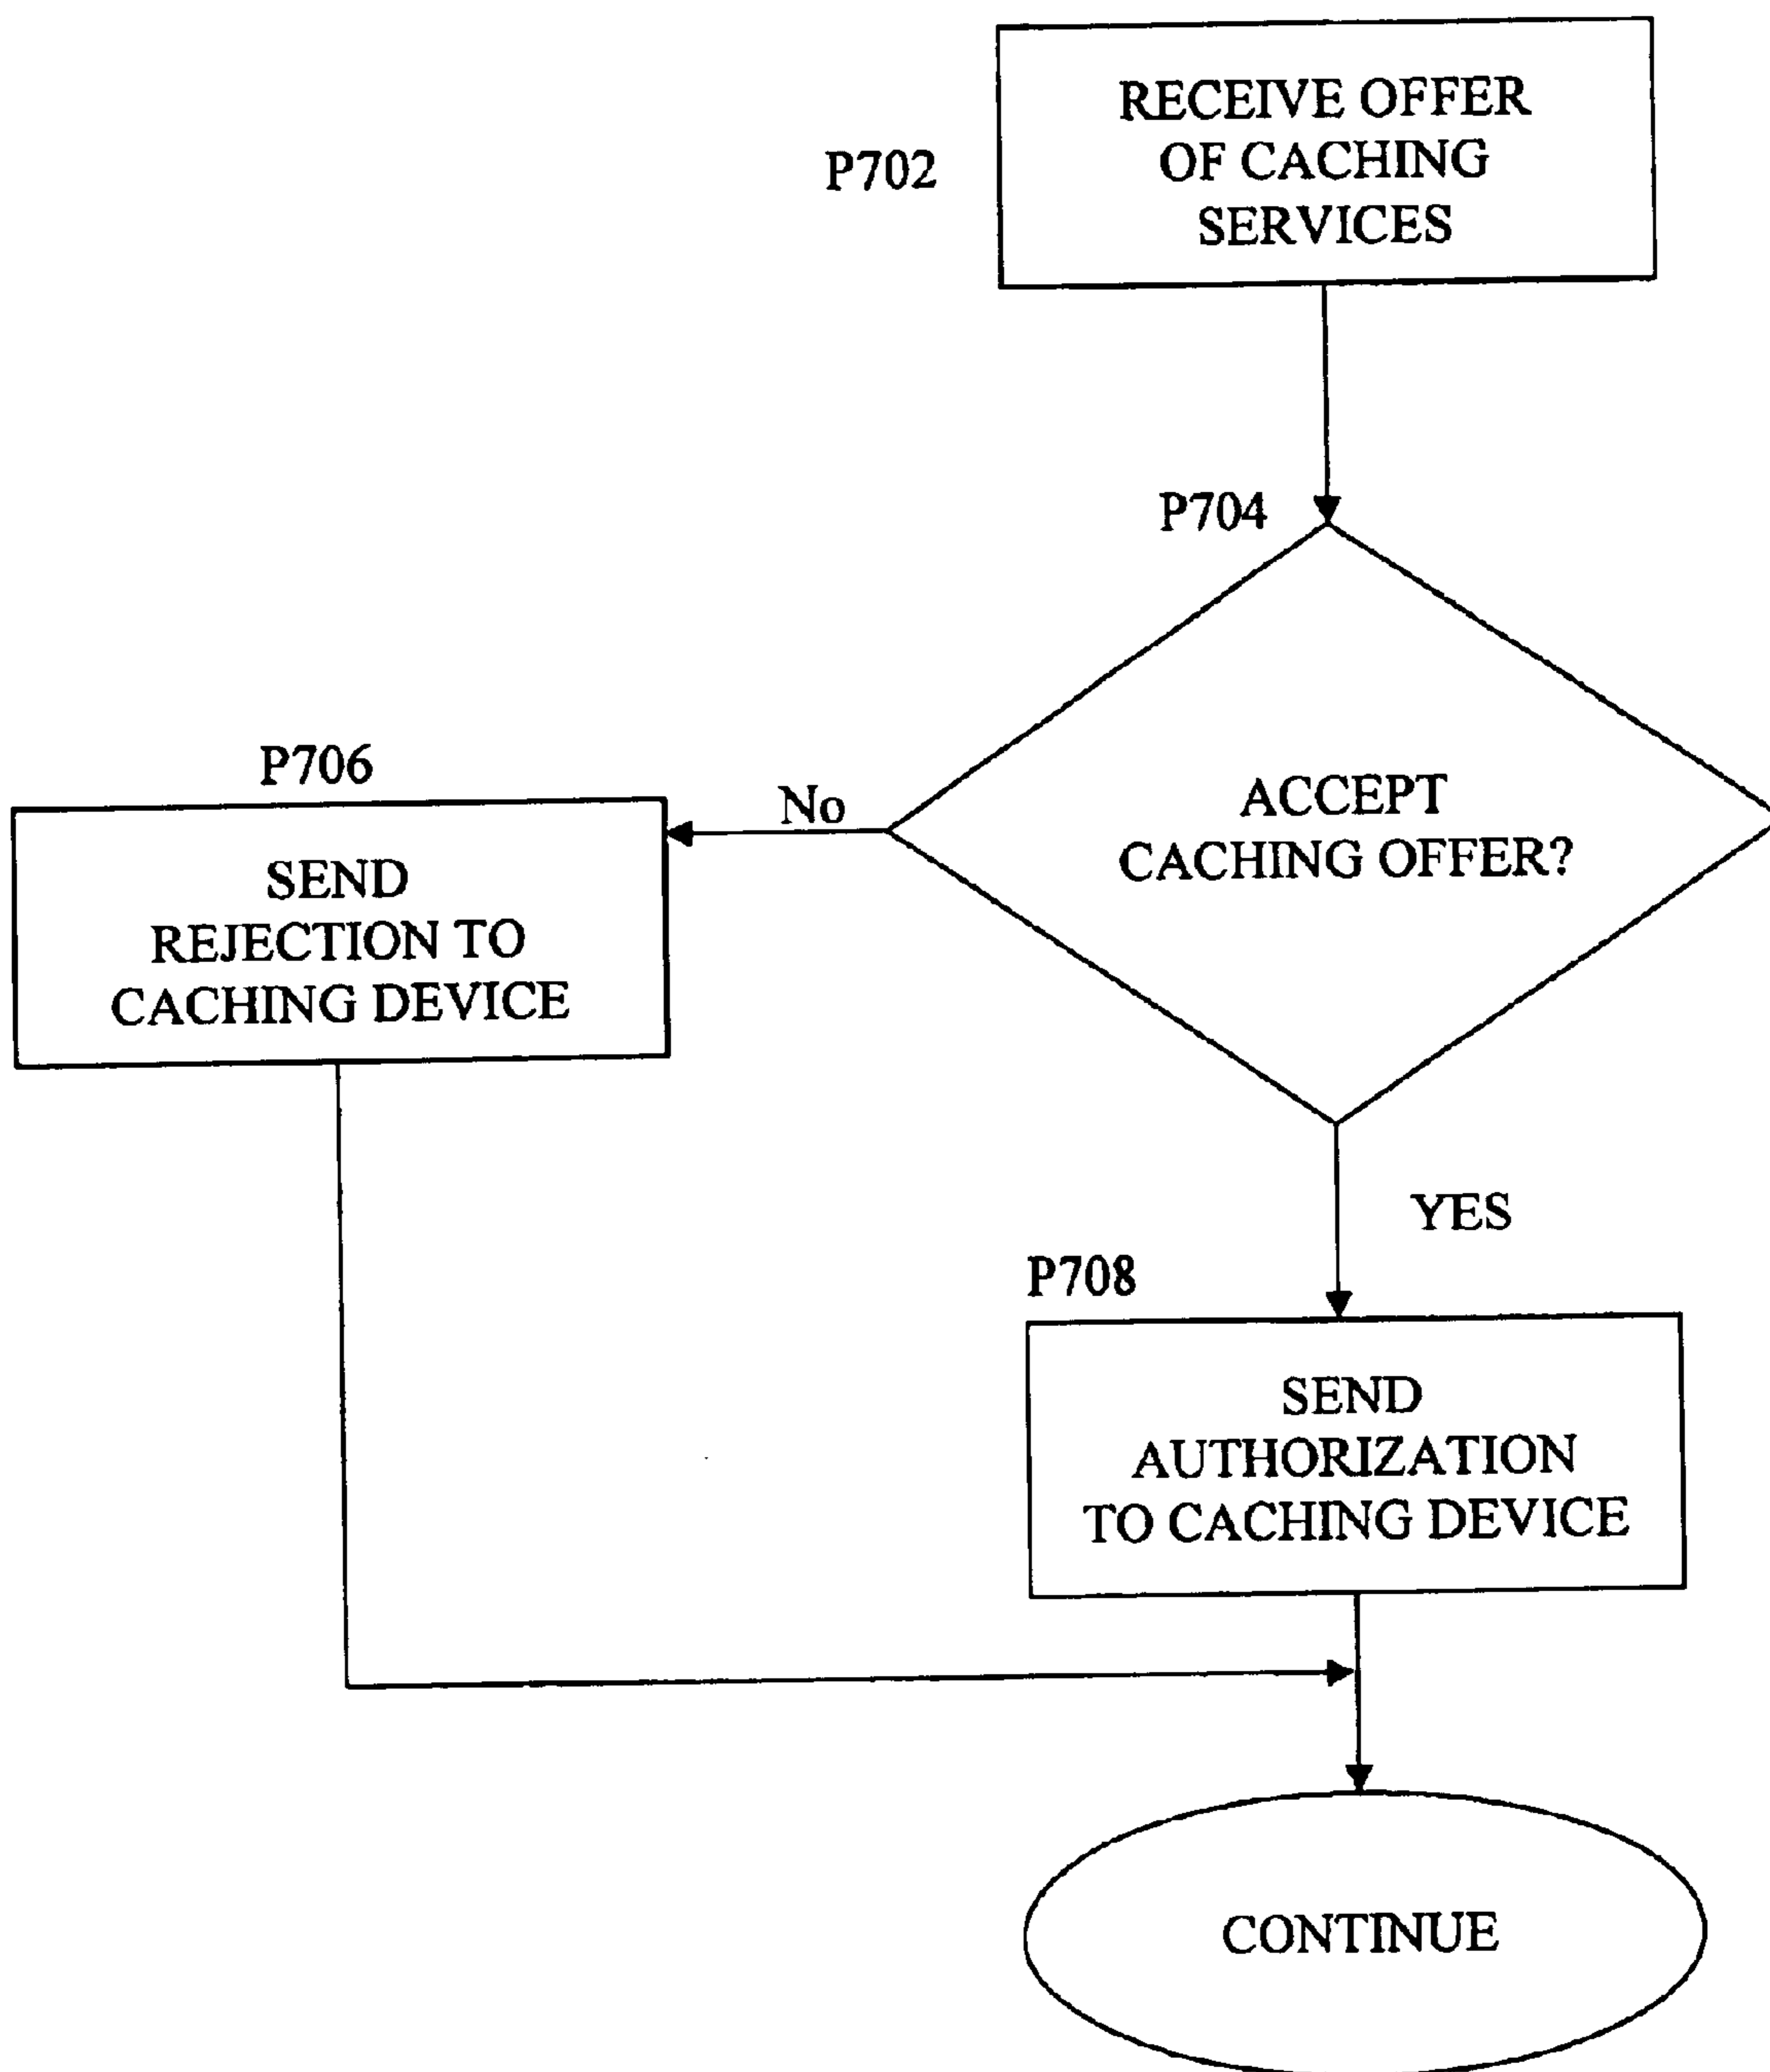 RECEIVE OFFER
OF CACHING
SERVICES
P702
P704
ACCEPT
CACHING OFFER?
No
P706
SEND
REJECTION TO
CACHING DEVICE
YES
P708
SEND
AUTHORIZATION
TO CACHING DEVICE
CONTINUE